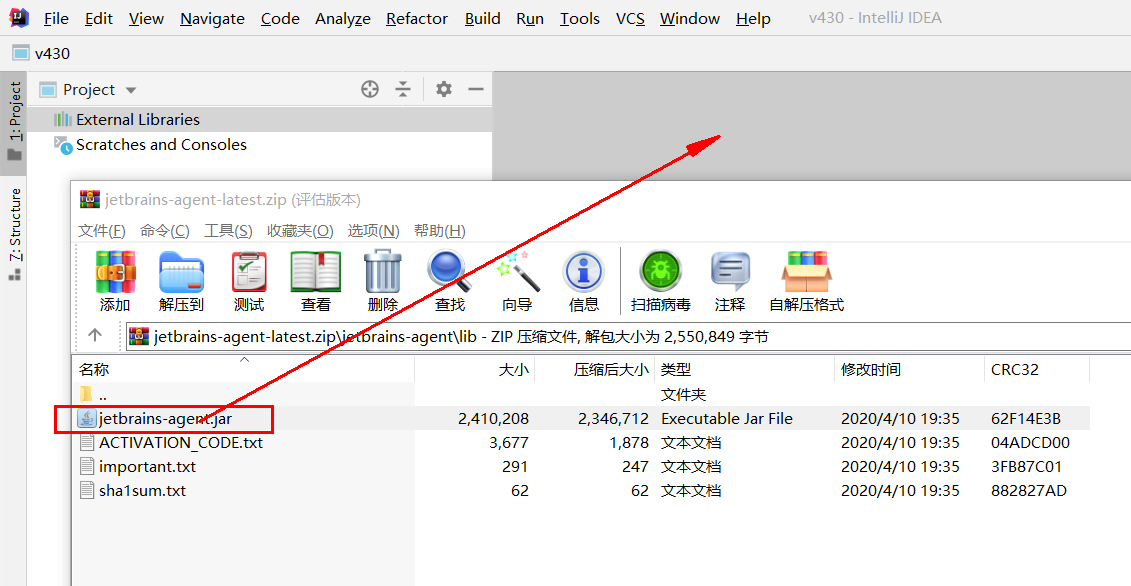 File Edit View Navigate Code Analyze Refactor Build Run Tools VCS Window Help v430 - IntelliJ IDEA
v430
1: Project
Project
External Libraries
Scratches and Consoles
7: Structure
jetbrains-agent-latest.zip (评估版本)
文件(F) 命令(C) 工具(S) 收藏夹(O) 选项(N) 帮助(H)
添加 解压到 测试 查看 删除 查找 向导 信息 扫描病毒 注释 自解压格式
jetbrains-agent-latest.zip\jetbrains-agent\lib - ZIP 压缩文件, 解包大小为 2,550,849 字节
名称 大小 压缩后大小 类型 修改时间 CRC32
.. 文件夹
jetbrains-agent.jar 2,410,208 2,346,712 Executable Jar File 2020/4/10 19:35 62F14E3B
ACTIVATION_CODE.txt 3,677 1,878 文本文档 2020/4/10 19:35 04ADCD00
important.txt 291 247 文本文档 2020/4/10 19:35 3FB87C01
sha1sum.txt 62 62 文本文档 2020/4/10 19:35 882827AD